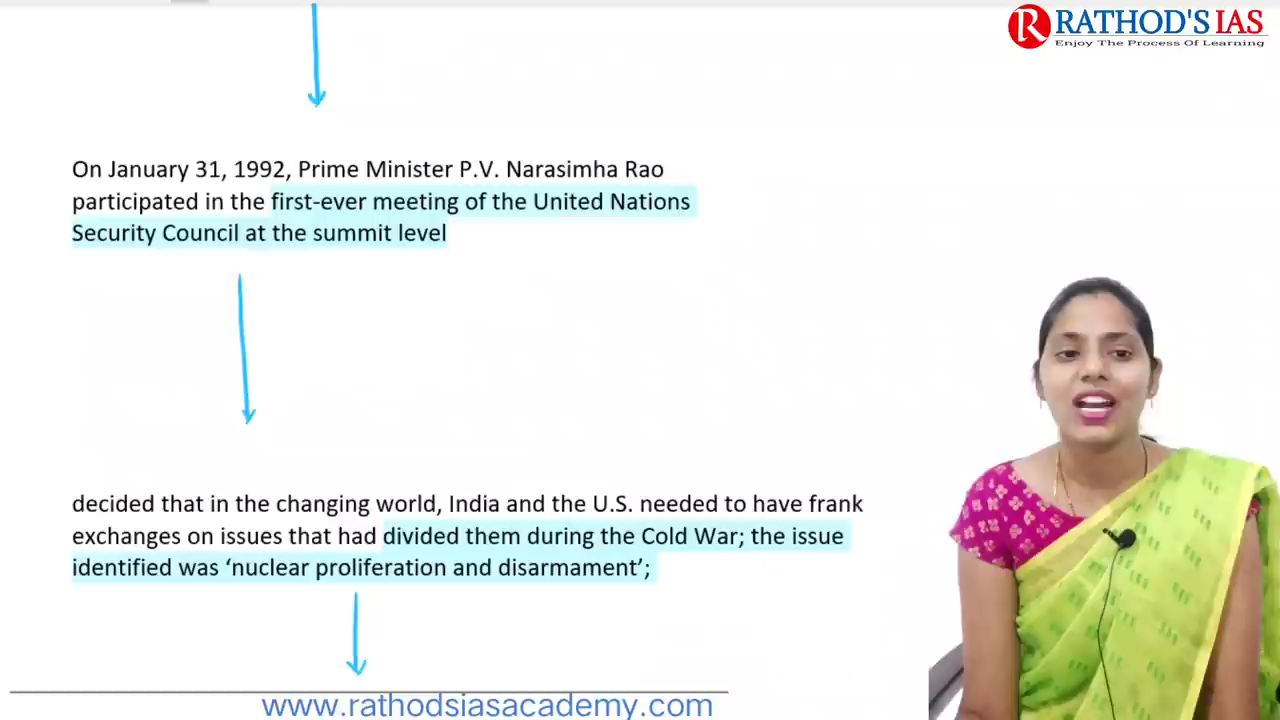 RATHOD'S IAS
Enjoy The Process Of Learning
On January 31, 1992, Prime Minister P.V. Narasimha Rao
participated in the first-ever meeting of the United Nations
Security Council at the summit level
decided that in the changing world, India and the U.S. needed to have frank
exchanges on issues that had divided them during the Cold War; the issue
identified was ‘nuclear proliferation and disarmament’;
www.rathodsiasacademy.com